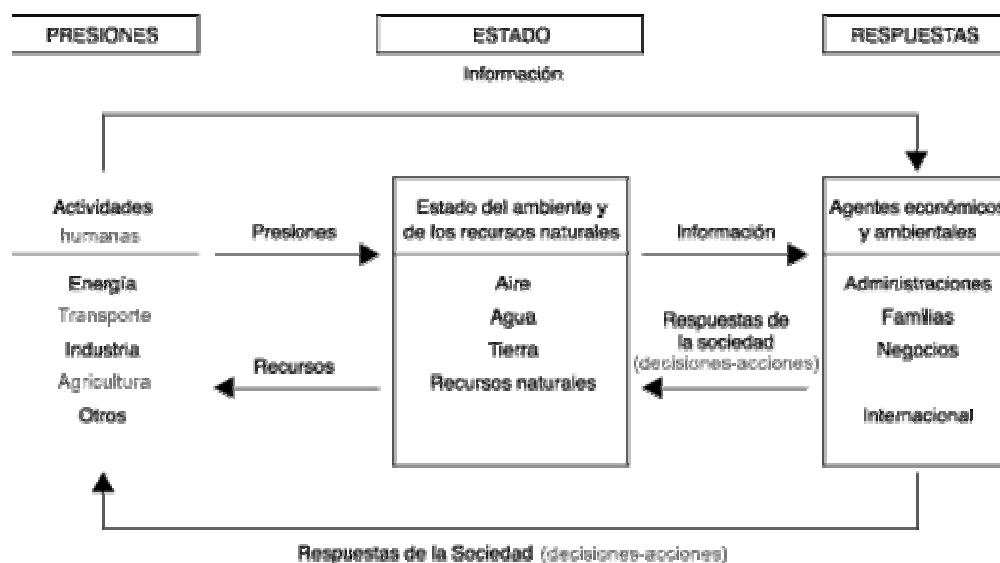 PRESIONES
ESTADO
RESPUESTAS
Información
Actividades
humanas
Energía
Transporte
Industria
Agricultura
Otros
Presiones
Recursos
Estado del ambiente y
de los recursos naturales
Aire
Agua
Tierra
Recursos naturales
Información
Respuestas de
la sociedad
(decisiones-acciones)
Agentes económicos
y ambientales
Administraciones
Familias
Negocios
Internacional
Respuestas de la Sociedad (decisiones-acciones)